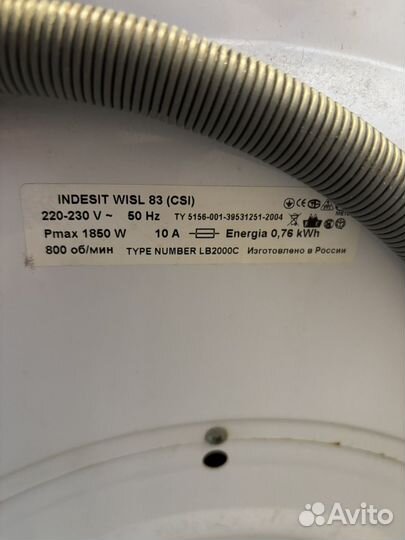 INDESIT WISL 83 (CSI)
220-230 V ~ 50 Hz TY 5156-001-39531251-2004
Pmax 1850 W 10 A Energia 0,76 kWh
800 об/мин TYPE NUMBER LB2000C Изготовлено в России
Avito